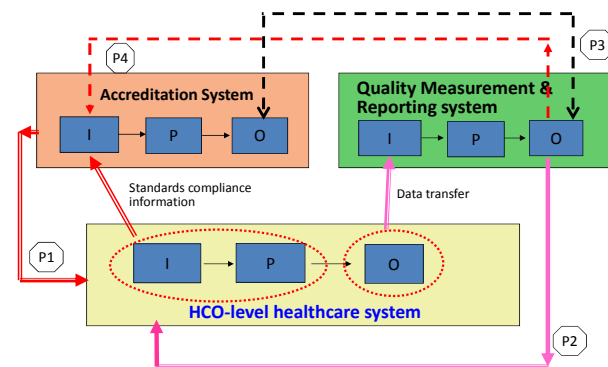 P4
P3
Accreditation System
Quality Measurement &
Reporting system
I
P
O
I
P
O
Standards compliance
information
Data transfer
P1
I
P
O
HCO-level healthcare system
P2